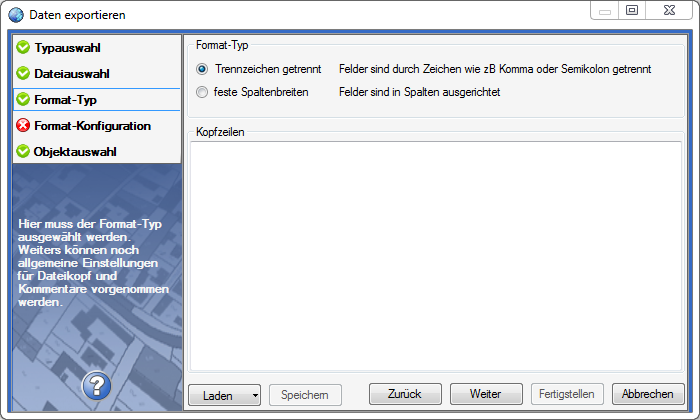 Daten exportieren
Typauswahl
Dateiauswahl
Format-Typ
Format-Konfiguration
Objektauswahl
Hier muss der Format-Typ
ausgewählt werden.
Weiters können noch
allgemeine Einstellungen
für Dateikopf und
Kommentare vorgenommen
werden.
?
Format-Typ
Trennzeichen getrennt Felder sind durch Zeichen wie zB Komma oder Semikolon getrennt
feste Spaltenbreiten Felder sind in Spalten ausgerichtet
Kopfzeilen
Laden Speichern Zurück Weiter Fertigstellen Abbrechen